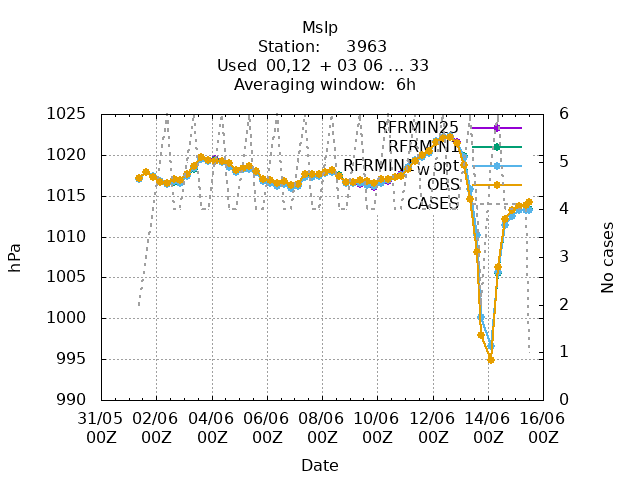 Mslp
Station: 3963
Used 00,12 + 03 06 ... 33
Averaging window: 6h
1025
1020
1015
1010
1005
1000
995
990
6
5
4
3
2
1
0
RFRMIN25
RFRMIN1
RFRMIN1w_opt
OBS
CASES
hPa
No cases
31/05 02/06 04/06 06/06 08/06 10/06 12/06 14/06 16/06
00Z 00Z 00Z 00Z 00Z 00Z 00Z 00Z 00Z
Date